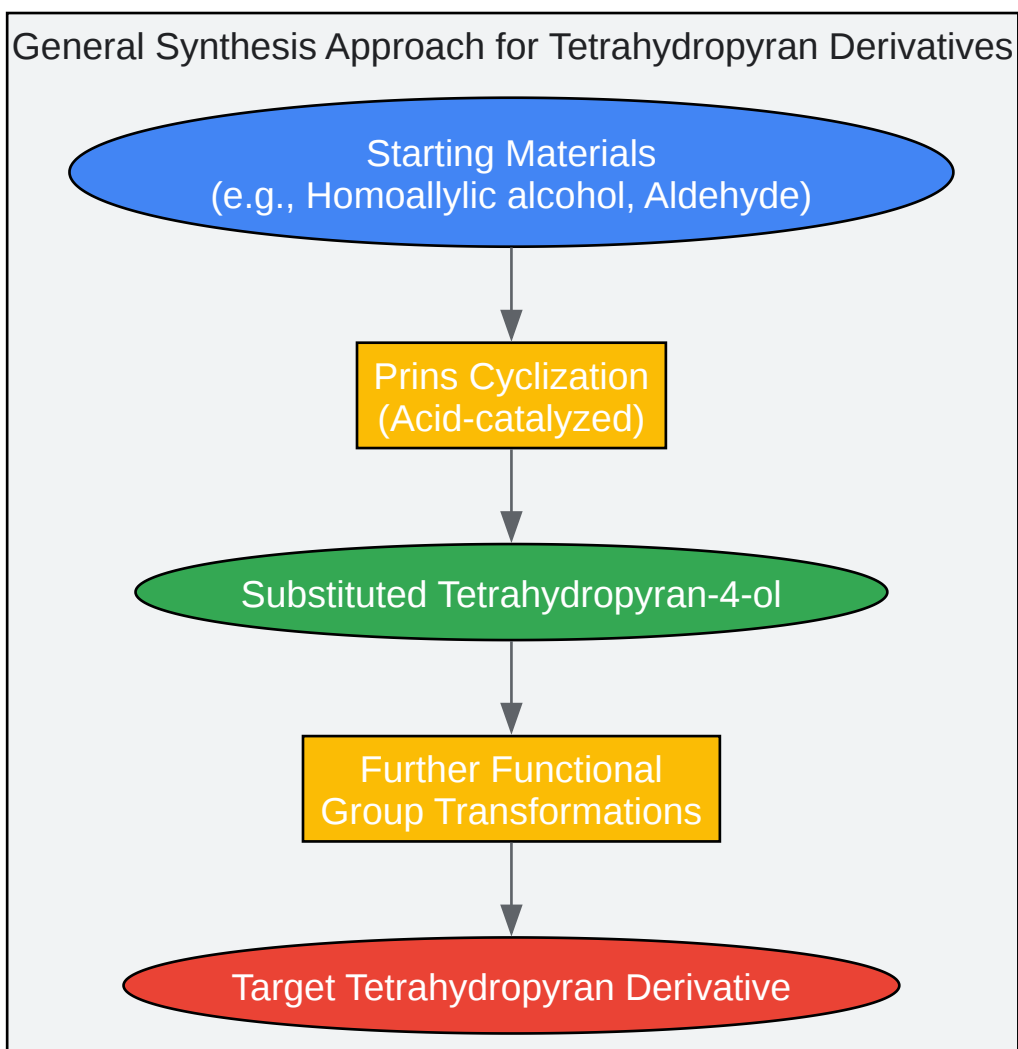 General Synthesis Approach for Tetrahydropyran Derivatives
Starting Materials
(e.g., Homoallylic alcohol, Aldehyde)
Prins Cyclization
(Acid-catalyzed)
Substituted Tetrahydropyran-4-ol
Further Functional
Group Transformations
Target Tetrahydropyran Derivative